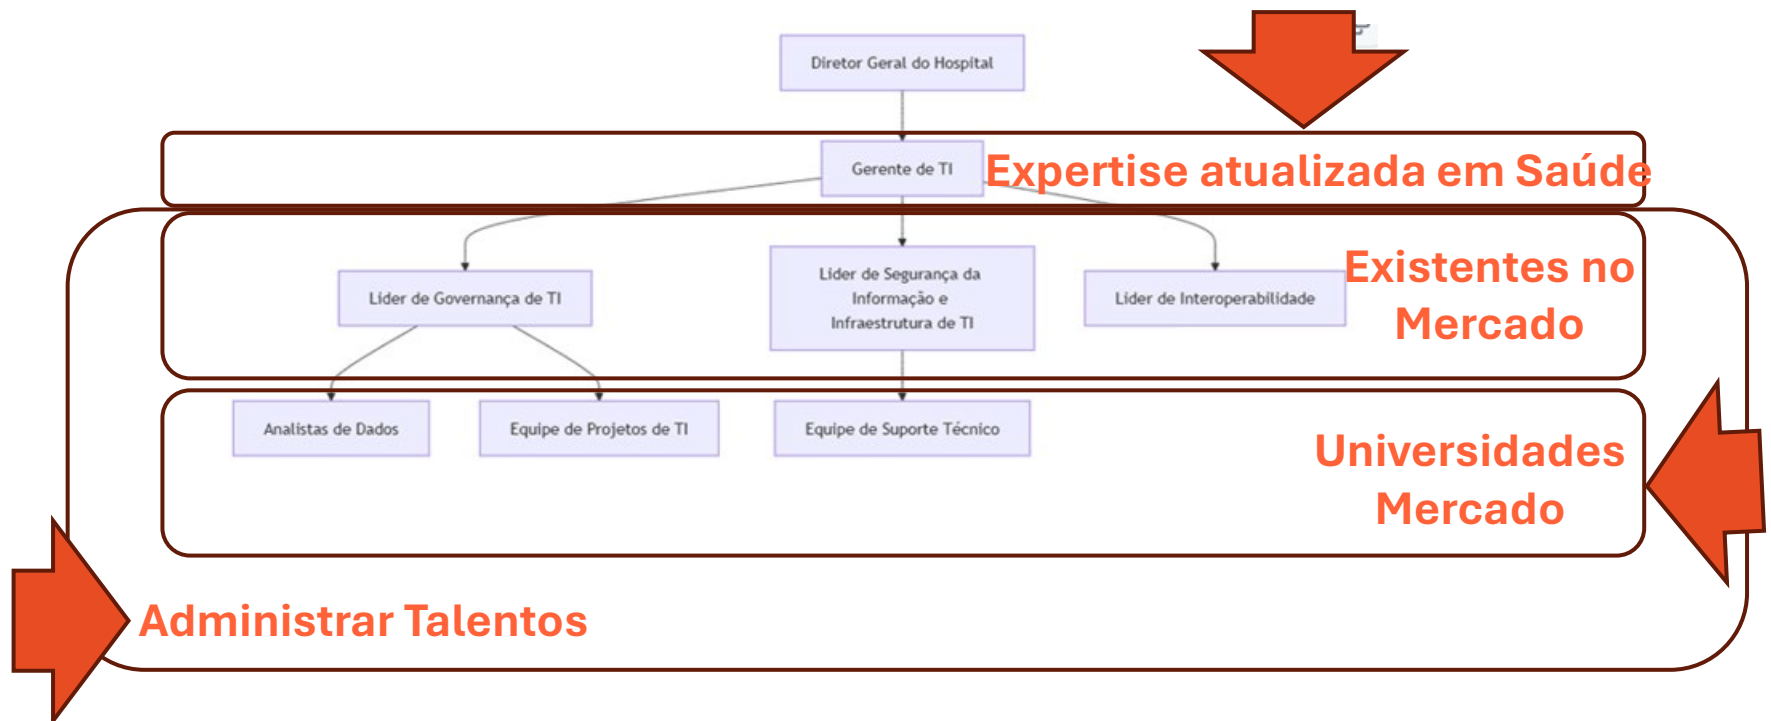 Diretor Geral do Hospital
Gerente de TI
Expertise atualizada em Saúde
Líder de Governança de TI
Líder de Segurança da
Informação e
Infraestrutura de TI
Líder de Interoperabilidade
Existentes no
Mercado
Analistas de Dados
Equipe de Projetos de TI
Equipe de Suporte Técnico
Universidades
Mercado
Administrar Talentos